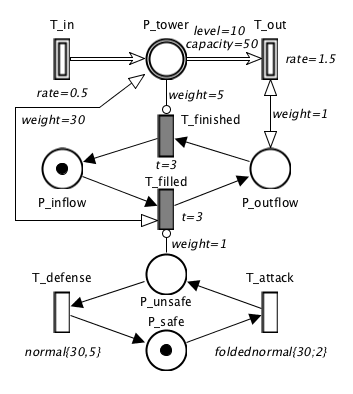 T_in
P_tower
T_out
level=10
capacity=50
rate=1.5
rate=0.5
weight=5
weight=30
T_finished
weight=1
t=3
T_filled
P_inflow
t=3
P_outflow
weight=1
T_defense
T_attack
P_unsafe
P_safe
normal{30,5}
foldednormal{30;2}